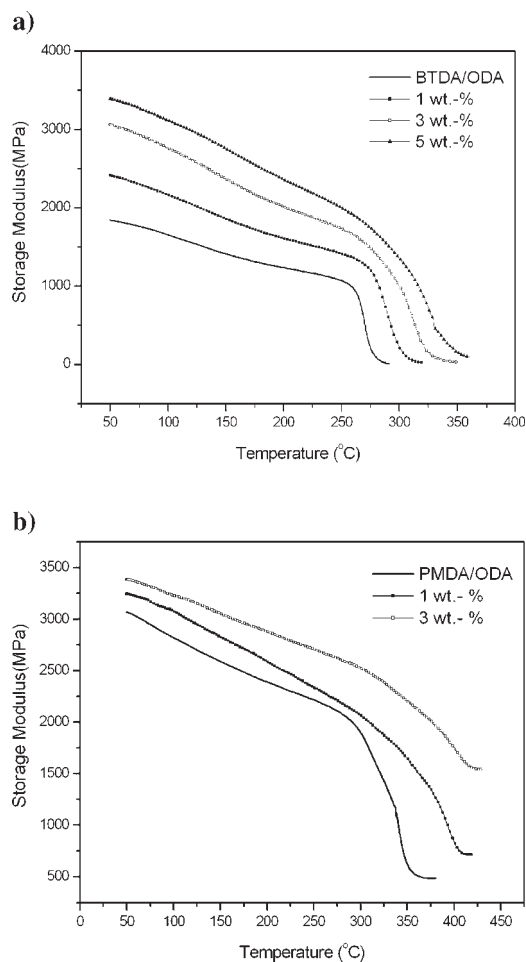 a)
4000
3000
2000
1000
0
Storage Modulus(MPa)
BTDA/ODA
1 wt.-%
3 wt.-%
5 wt.-%
50 100 150 200 250 300 350 400
Temperature (°C)
b)
3500
3000
2500
2000
1500
1000
500
Storage Modulus(MPa)
PMDA/ODA
1 wt.- %
3 wt.- %
0 50 100 150 200 250 300 350 400 450
Temperature (°C)